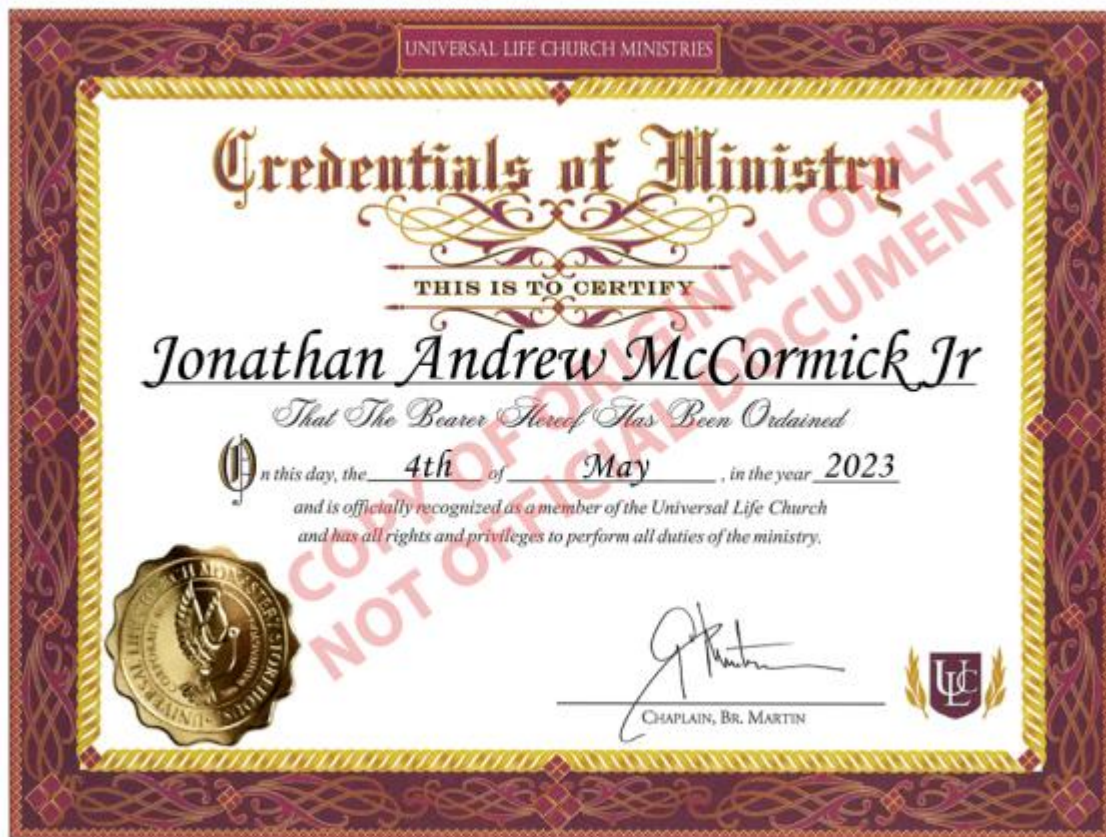 UNIVERSAL LIFE CHURCH MINISTRIES
Credentials of Ministry
THIS IS TO CERTIFY
Jonathan Andrew McCormick Jr
That The Bearer Hereof Has Been Ordained
On this day, the 4th of May, in the year 2023
and is officially recognized as a member of the Universal Life Church
and has all rights and privileges to perform all duties of the ministry.
COPY OF ORIGINAL ONLY
NOT OFFICIAL DOCUMENT
CHAPLAIN, BR. MARTIN
ULC